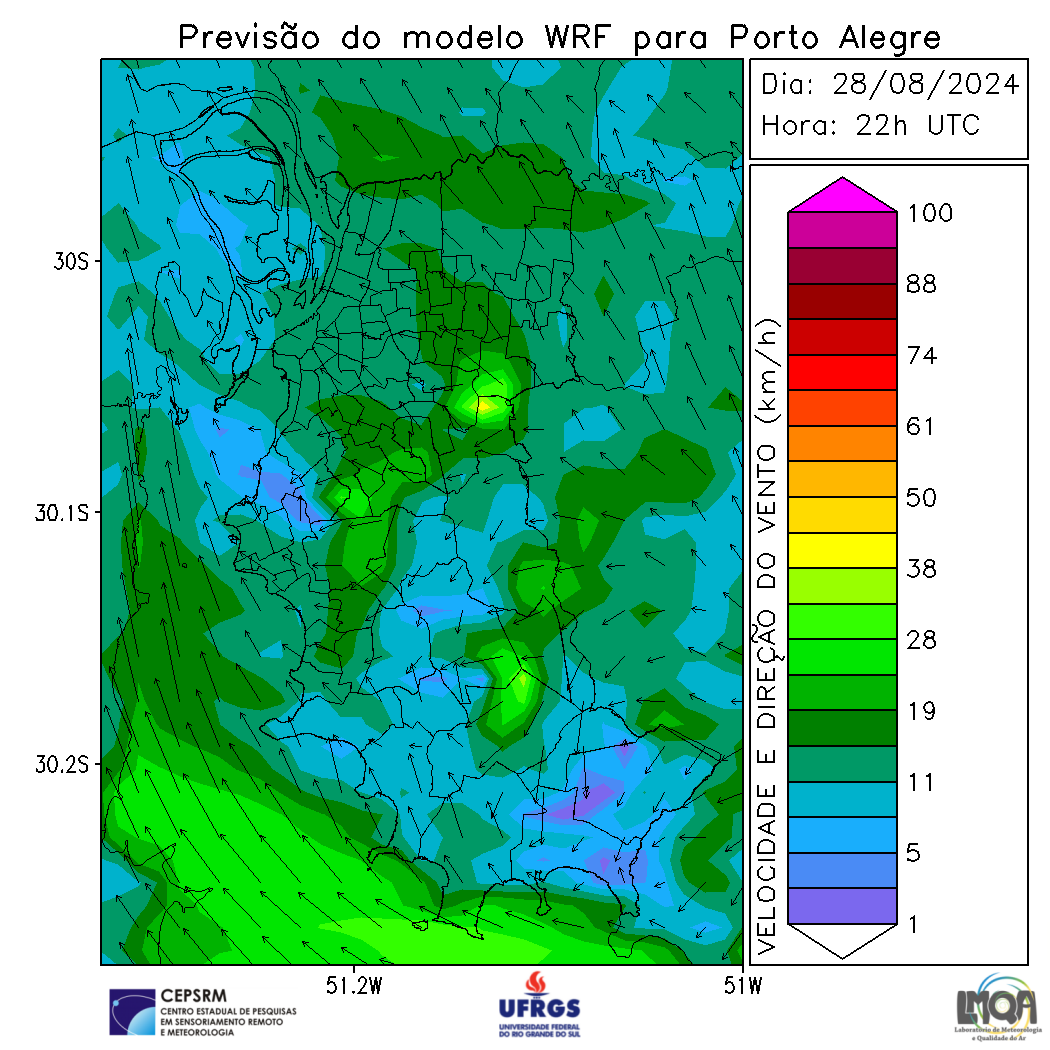 Previsão do modelo WRF para Porto Alegre
Dia: 28/08/2024
Hora: 22h UTC
30S
30.1S
30.2S
51.2W
51W
VELOCIDADE E DIREÇÃO DO VENTO (km/h)
100
88
74
61
50
38
28
19
11
5
1
CEPSRM
CENTRO ESTADUAL DE PESQUISAS
EM SENSORIAMENTO REMOTO
E METEOROLOGIA
UFRGS
UNIVERSIDADE FEDERAL
DO RIO GRANDE DO SUL
LMQA
Laboratório de Meteorologia
e Qualidade do Ar